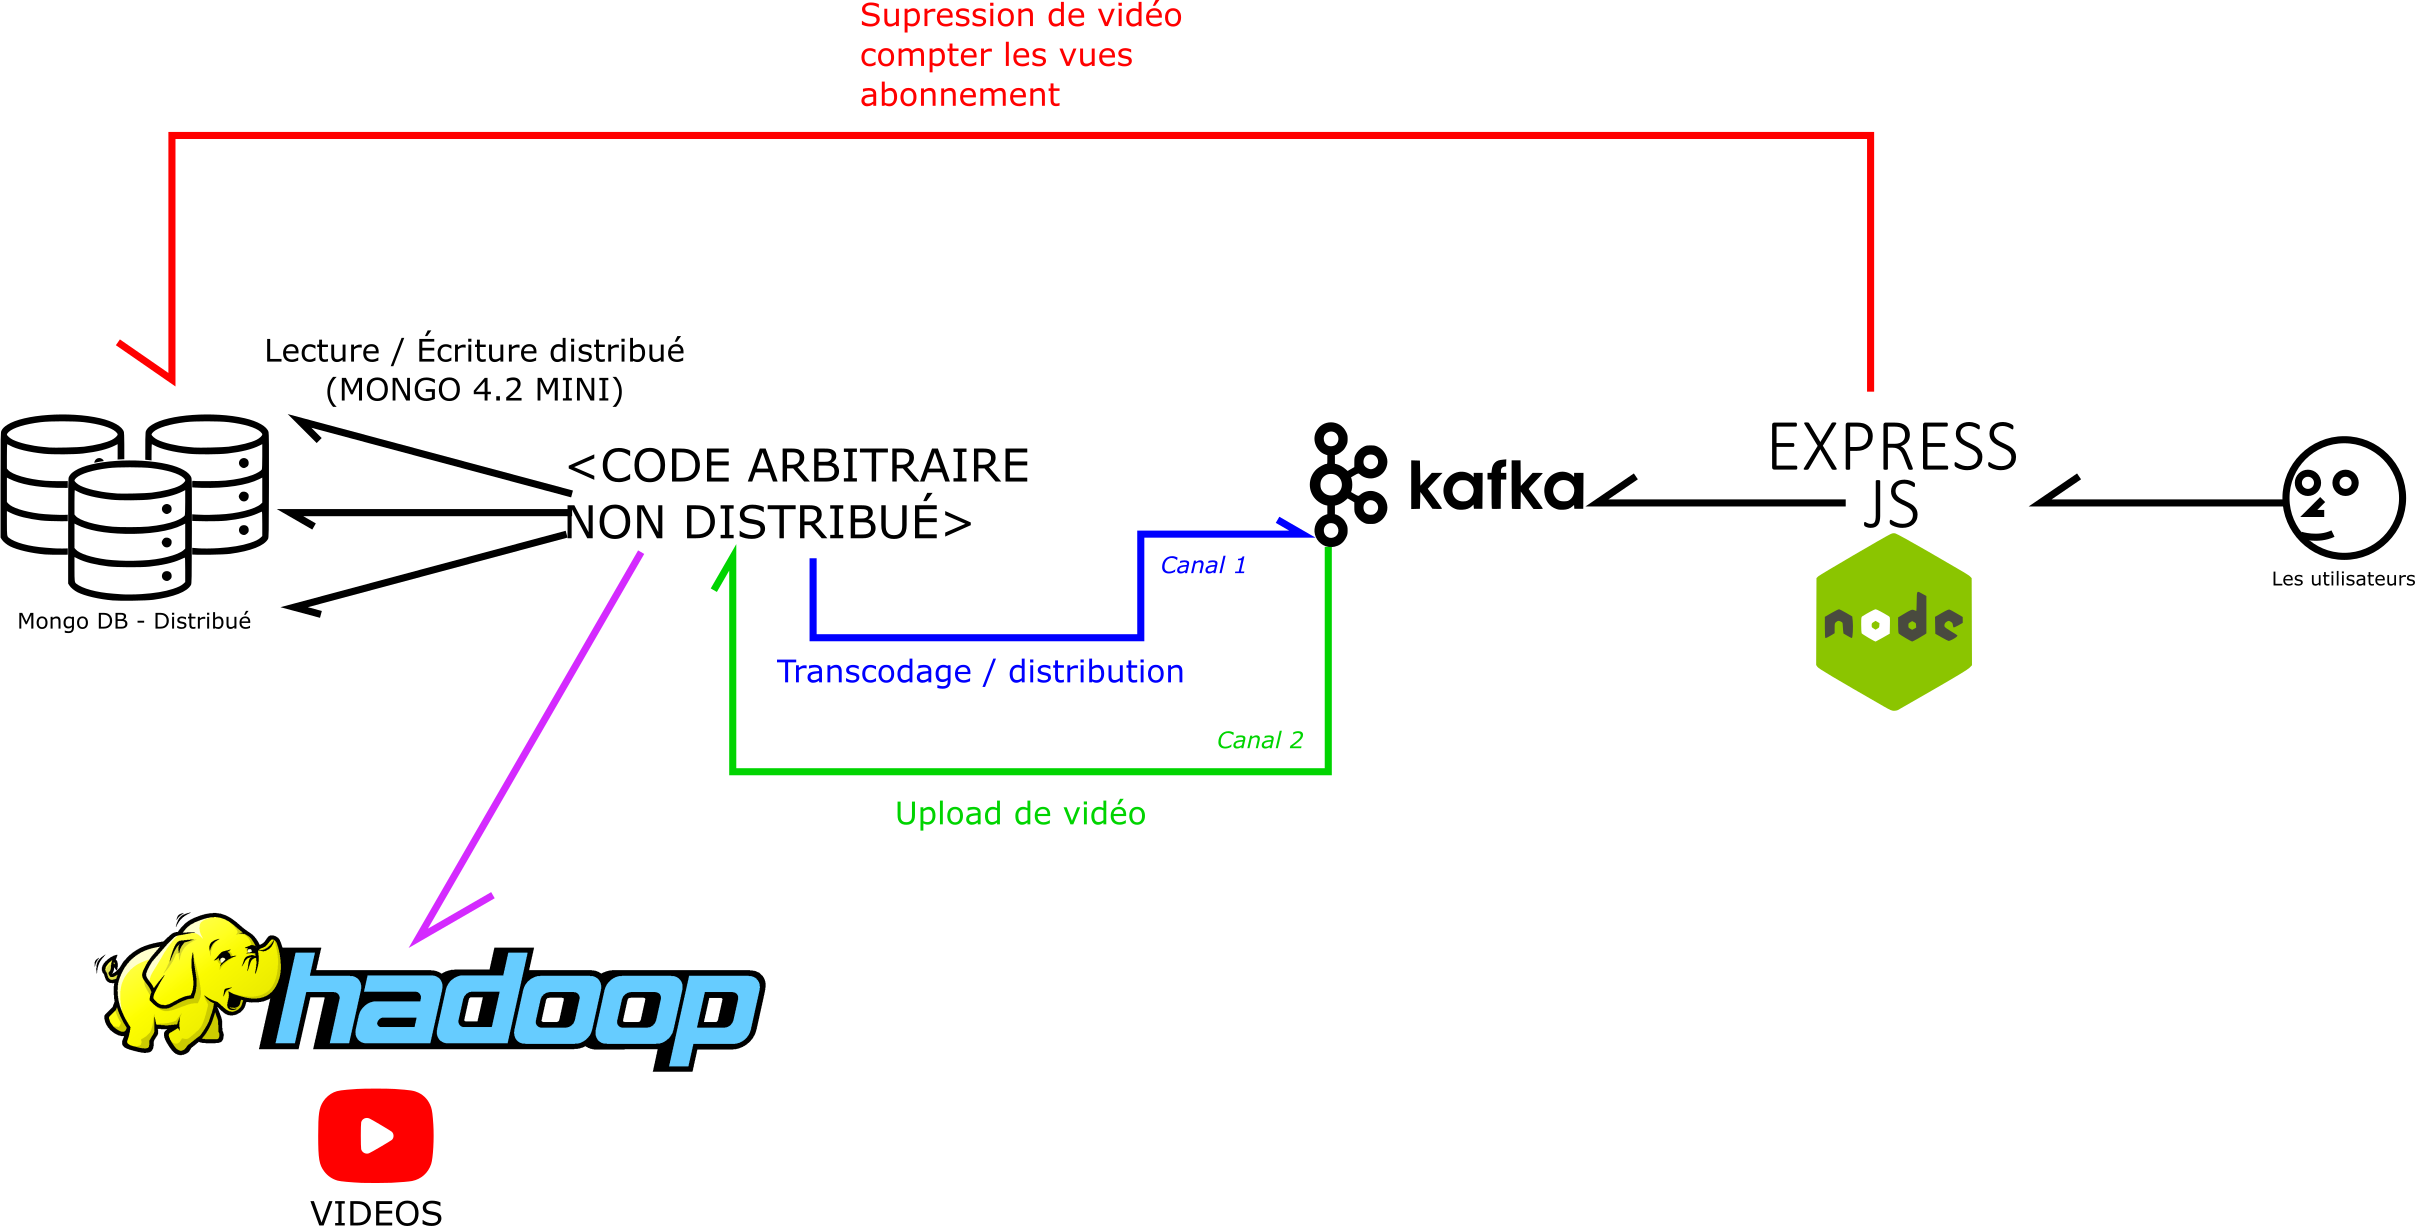 Supression de vidéo
compter les vues
abonnement
Lecture / Écriture distribué
(MONGO 4.2 MINI)
<CODE ARBITRAIRE
NON DISTRIBUÉ>
kafka
EXPRESS
JS
node
Canal 1
Les utilisateurs
Mongo DB - Distribué
Transcodage / distribution
Canal 2
Upload de vidéo
hadoop
VIDEOS